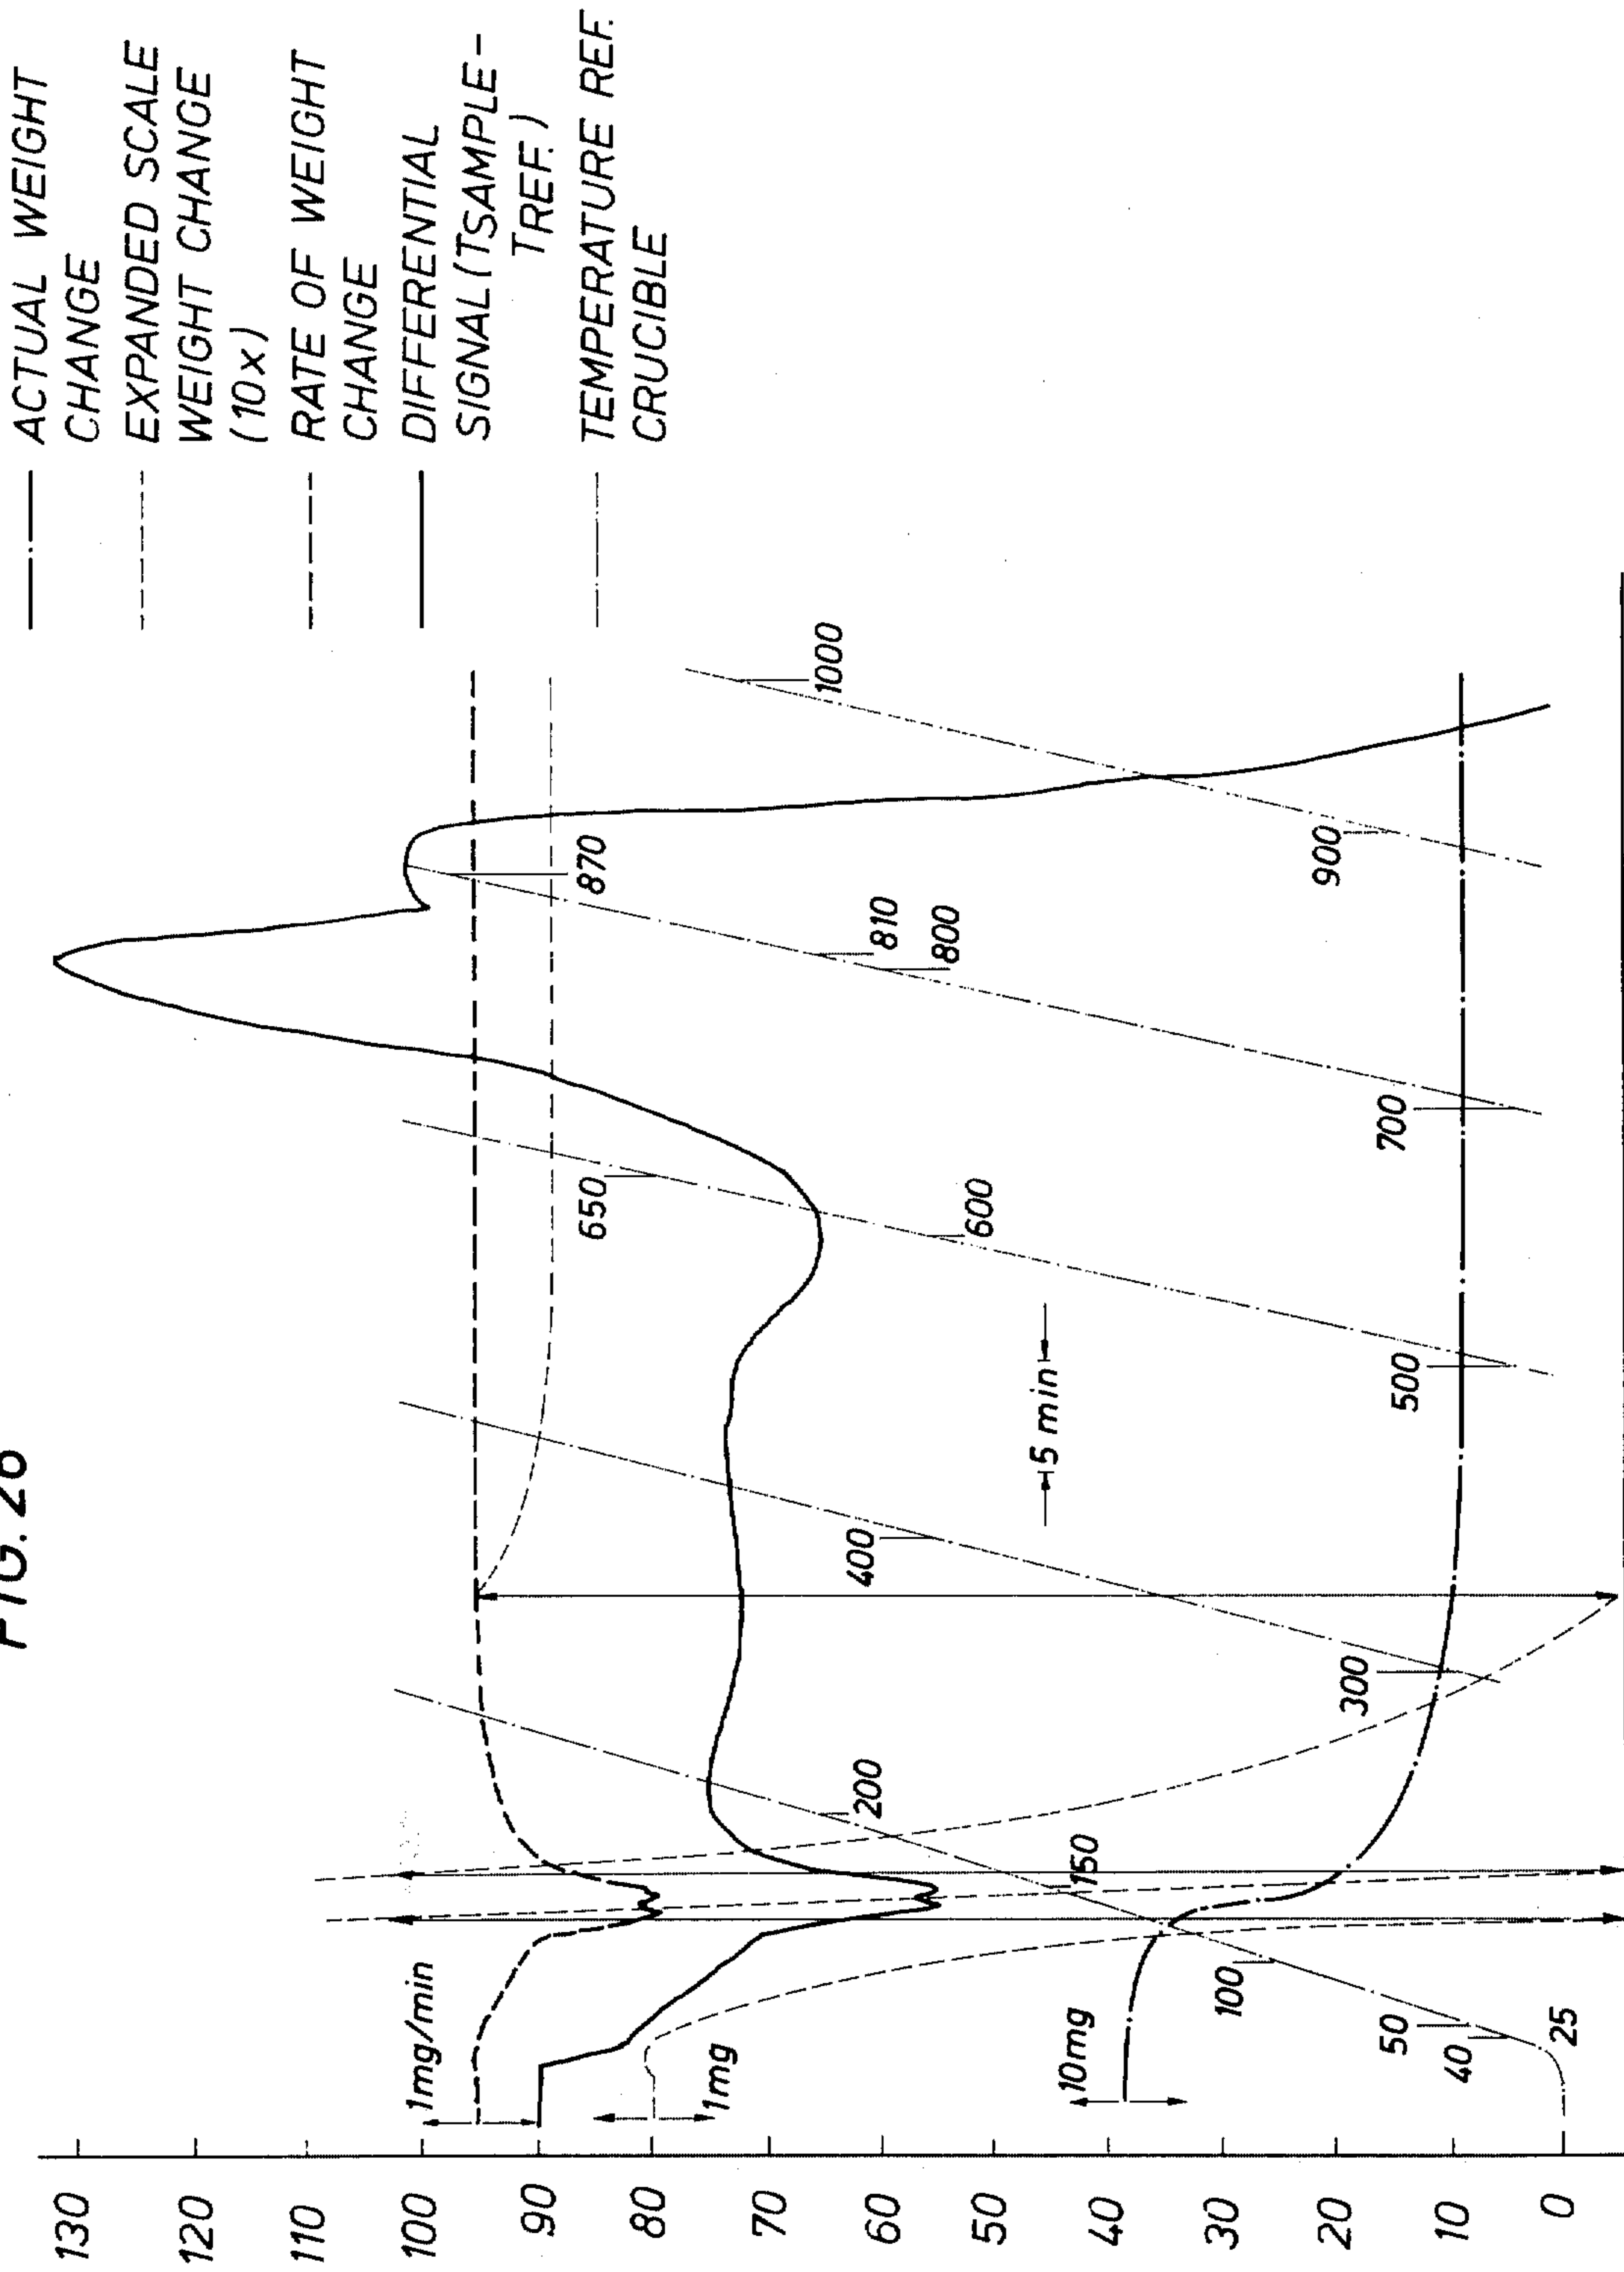 FIG. 26
ACTUAL WEIGHT
CHANGE
EXPANDED SCALE
WEIGHT CHANGE
(10x)
RATE OF WEIGHT
CHANGE
DIFFERENTIAL
SIGNAL (TSAMPLE-
TREF.)
TEMPERATURE REF.
CRUCIBLE
130
120
110
100
90
80
70
60
50
40
30
20
10
0
1mg/min
1mg
10mg
25
40
50
100
150
200
300
400
5 min
500
600
650
700
800
810
870
900
1000